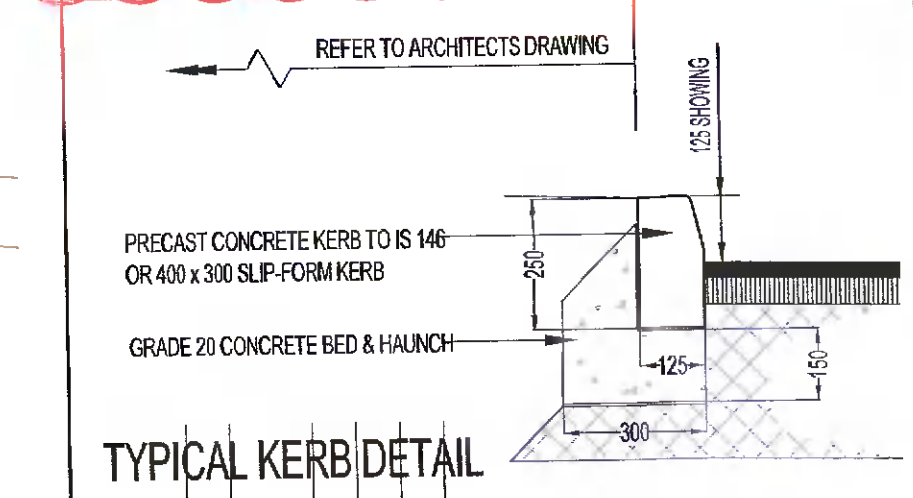 REFER TO ARCHITECTS DRAWING
125 SHOWING
PRECAST CONCRETE KERB TO IS 146
OR 400 x 300 SLIP-FORM KERB
250
GRADE 20 CONCRETE BED & HAUNCH
125
150
300
TYPICAL KERB DETAIL